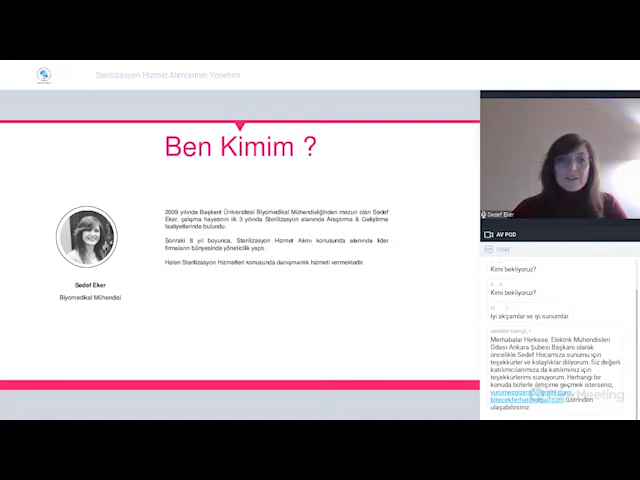 Sterilizasyon Hizmet Alımlarının Yönetimi
Ben Kimim ?
2009 yılında Başkent Üniversitesi Biyomedikal Mühendisliğinden mezun olan Sedef
Eker, çalışma hayatının ilk 3 yılında Sterilizasyon alanında Araştırma & Geliştirme
faaliyetlerinde bulundu.
Sonraki 8 yıl boyunca, Sterilizasyon Hizmet Alımı konusunda alanında lider
firmaların bünyesinde yöneticilik yaptı.
Halen Sterilizasyon Hizmetleri konusunda danışmanlık hizmeti vermektedir.
Sedef Eker
Biyomedikal Mühendisi
Sedef Eker
AV POD
CHAT
Kimi bekliyoruz?
Kimi bekliyoruz?
İyi akşamlar ve iyi sunumlar.
Merhabalar Herkese. Elektrik Mühendisleri
Odası Ankara Şubesi Başkanı olarak
öncelikle Sedef Hocamıza sunumu için
teşekkürler ve kolaylıklar diliyorum. Siz değerli
katılımcılarımıza da katılımınız için
teşekkürlerimi sunuyorum. Herhangi bir
konuda bizlerle iletişime geçmek isterseniz,
üzerinden
ulaşabilirsiniz.